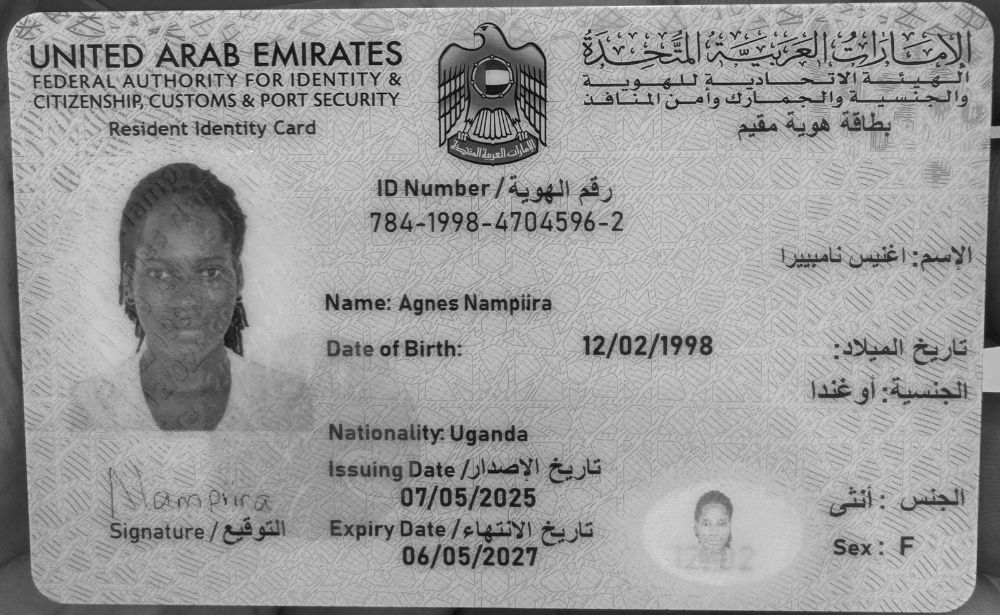 UNITED ARAB EMIRATES
FEDERAL AUTHORITY FOR IDENTITY &
CITIZENSHIP, CUSTOMS & PORT SECURITY
Resident Identity Card
الإمارات العربية المتحدة
الهيئة الاتحادية للهوية
والجنسية والجمارك وأمن المنافذ
بطاقة هوية مقيم
الإمارات العربية المتحدة
ID Number / رقم الهوية
784-1998-4704596-2
الإسم: اغنيس نامبييرا
Name: Agnes Nampiira
Date of Birth: 12/02/1998 تاريخ الميلاد:
الجنسية: أوغندا
Nationality: Uganda
Issuing Date / تاريخ الإصدار
07/05/2025
Expiry Date / تاريخ الانتهاء
06/05/2027
Nampiira
Signature / التوقيع
الجنس : أنثى
Sex : F